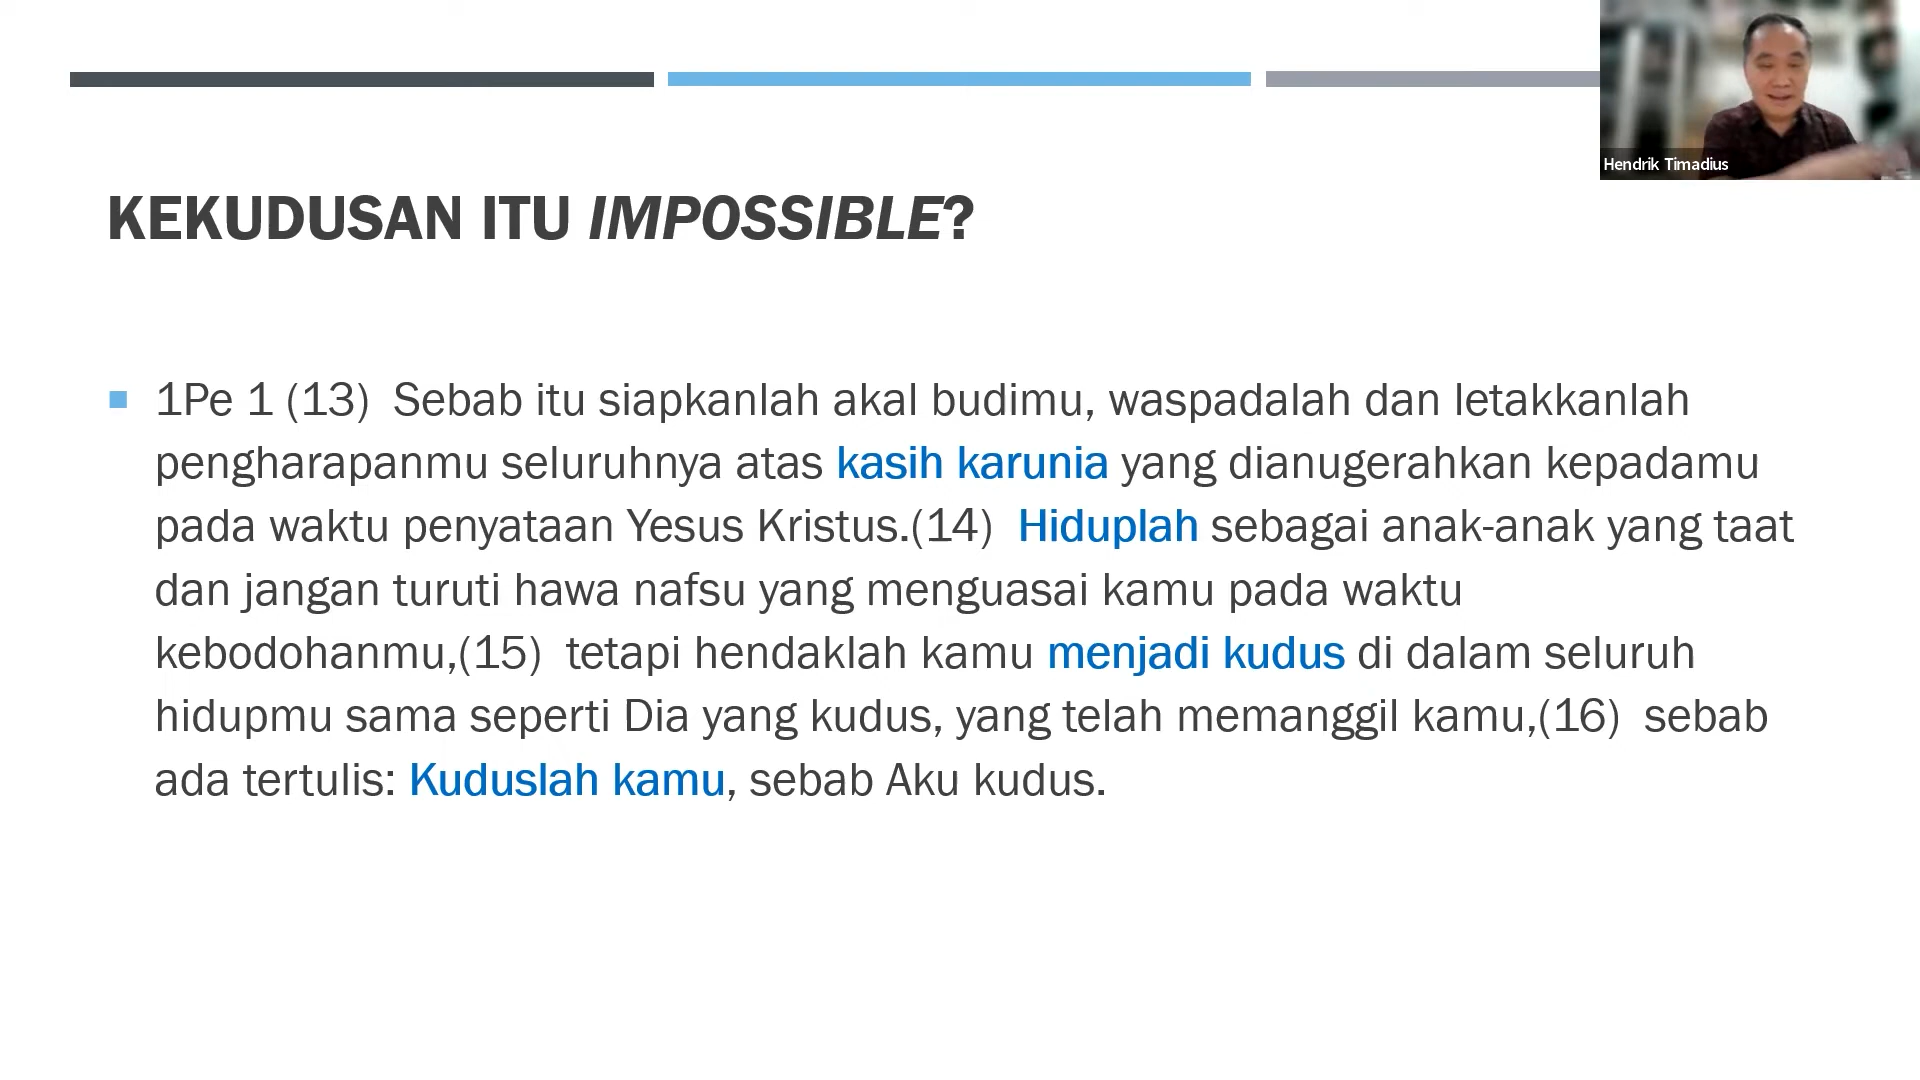 Hendrik Timadius
KEKUDUSAN ITU IMPOSSIBLE?
1Pe 1 (13)  Sebab itu siapkanlah akal budimu, waspadalah dan letakkanlah
pengharapanmu seluruhnya atas kasih karunia yang dianugerahkan kepadamu
pada waktu penyataan Yesus Kristus.(14)  Hiduplah sebagai anak-anak yang taat
dan jangan turuti hawa nafsu yang menguasai kamu pada waktu
kebodohanmu,(15)  tetapi hendaklah kamu menjadi kudus di dalam seluruh
hidupmu sama seperti Dia yang kudus, yang telah memanggil kamu,(16)  sebab
ada tertulis: Kuduslah kamu, sebab Aku kudus.